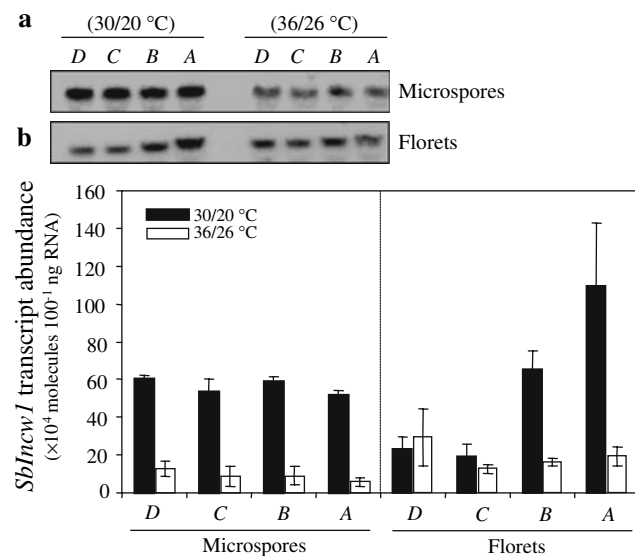 a
(30/20 °C) (36/26 °C)
D C B A D C B A
Microspores
b
Florets
SbIncw1 transcript abundance
(×10⁴ molecules 100⁻¹ ng RNA)
160
140
120
100
80
60
40
20
0
30/20 °C
36/26 °C
D C B A D C B A
Microspores Florets